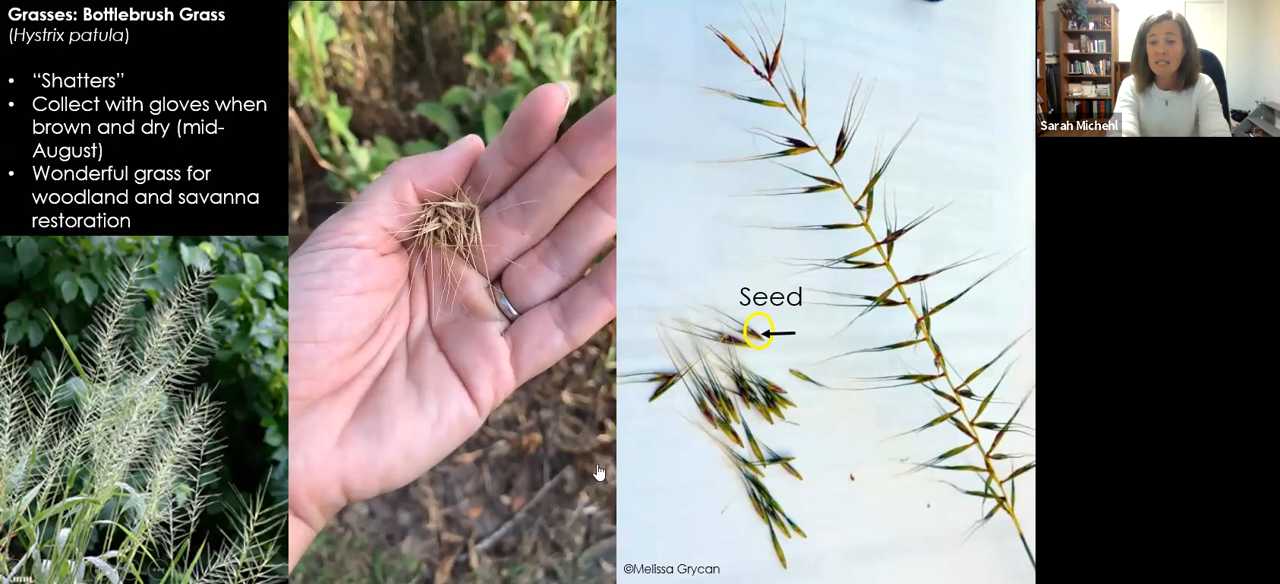 Grasses: Bottlebrush Grass
(Hystrix patula)
• “Shatters”
• Collect with gloves when
brown and dry (mid-
August)
• Wonderful grass for
woodland and savanna
restoration
Seed
©Melissa Grycan
Sarah Michehl